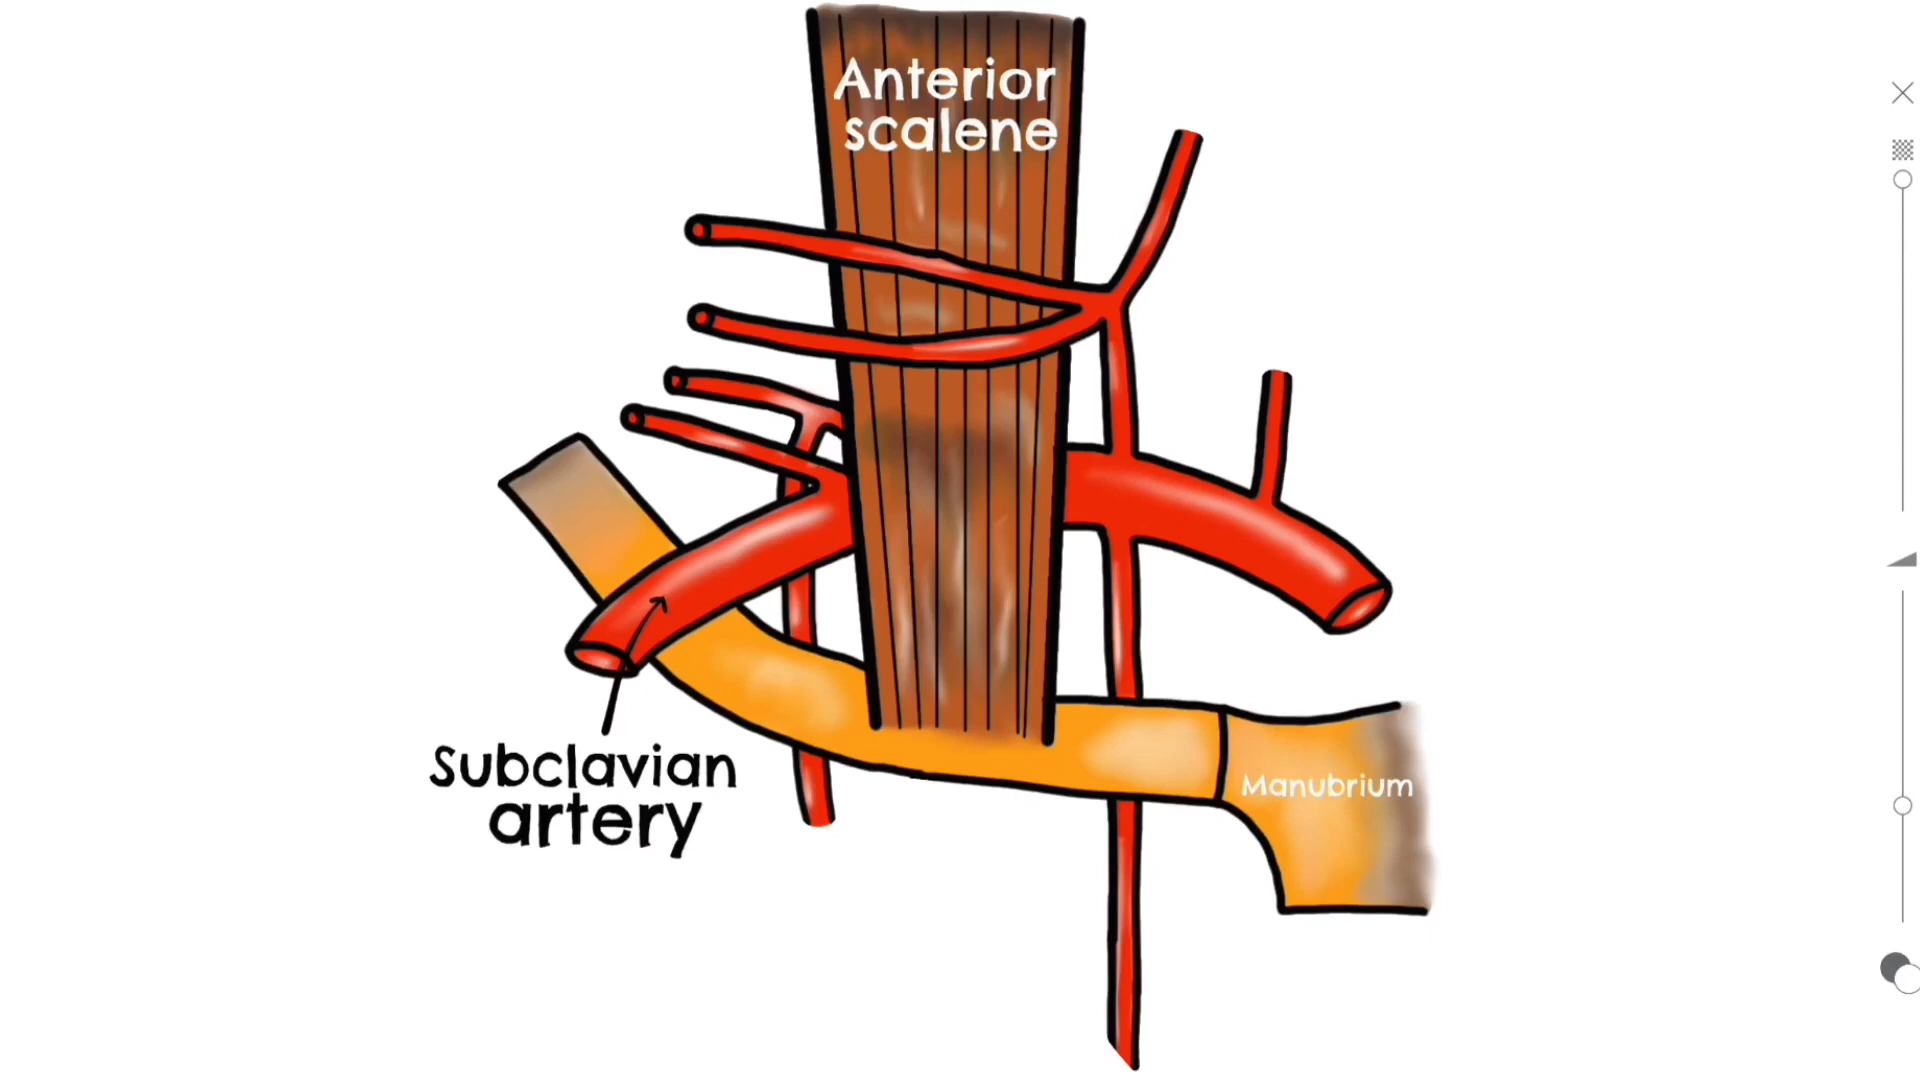 Anterior
scalene
Subclavian
artery
Manubrium